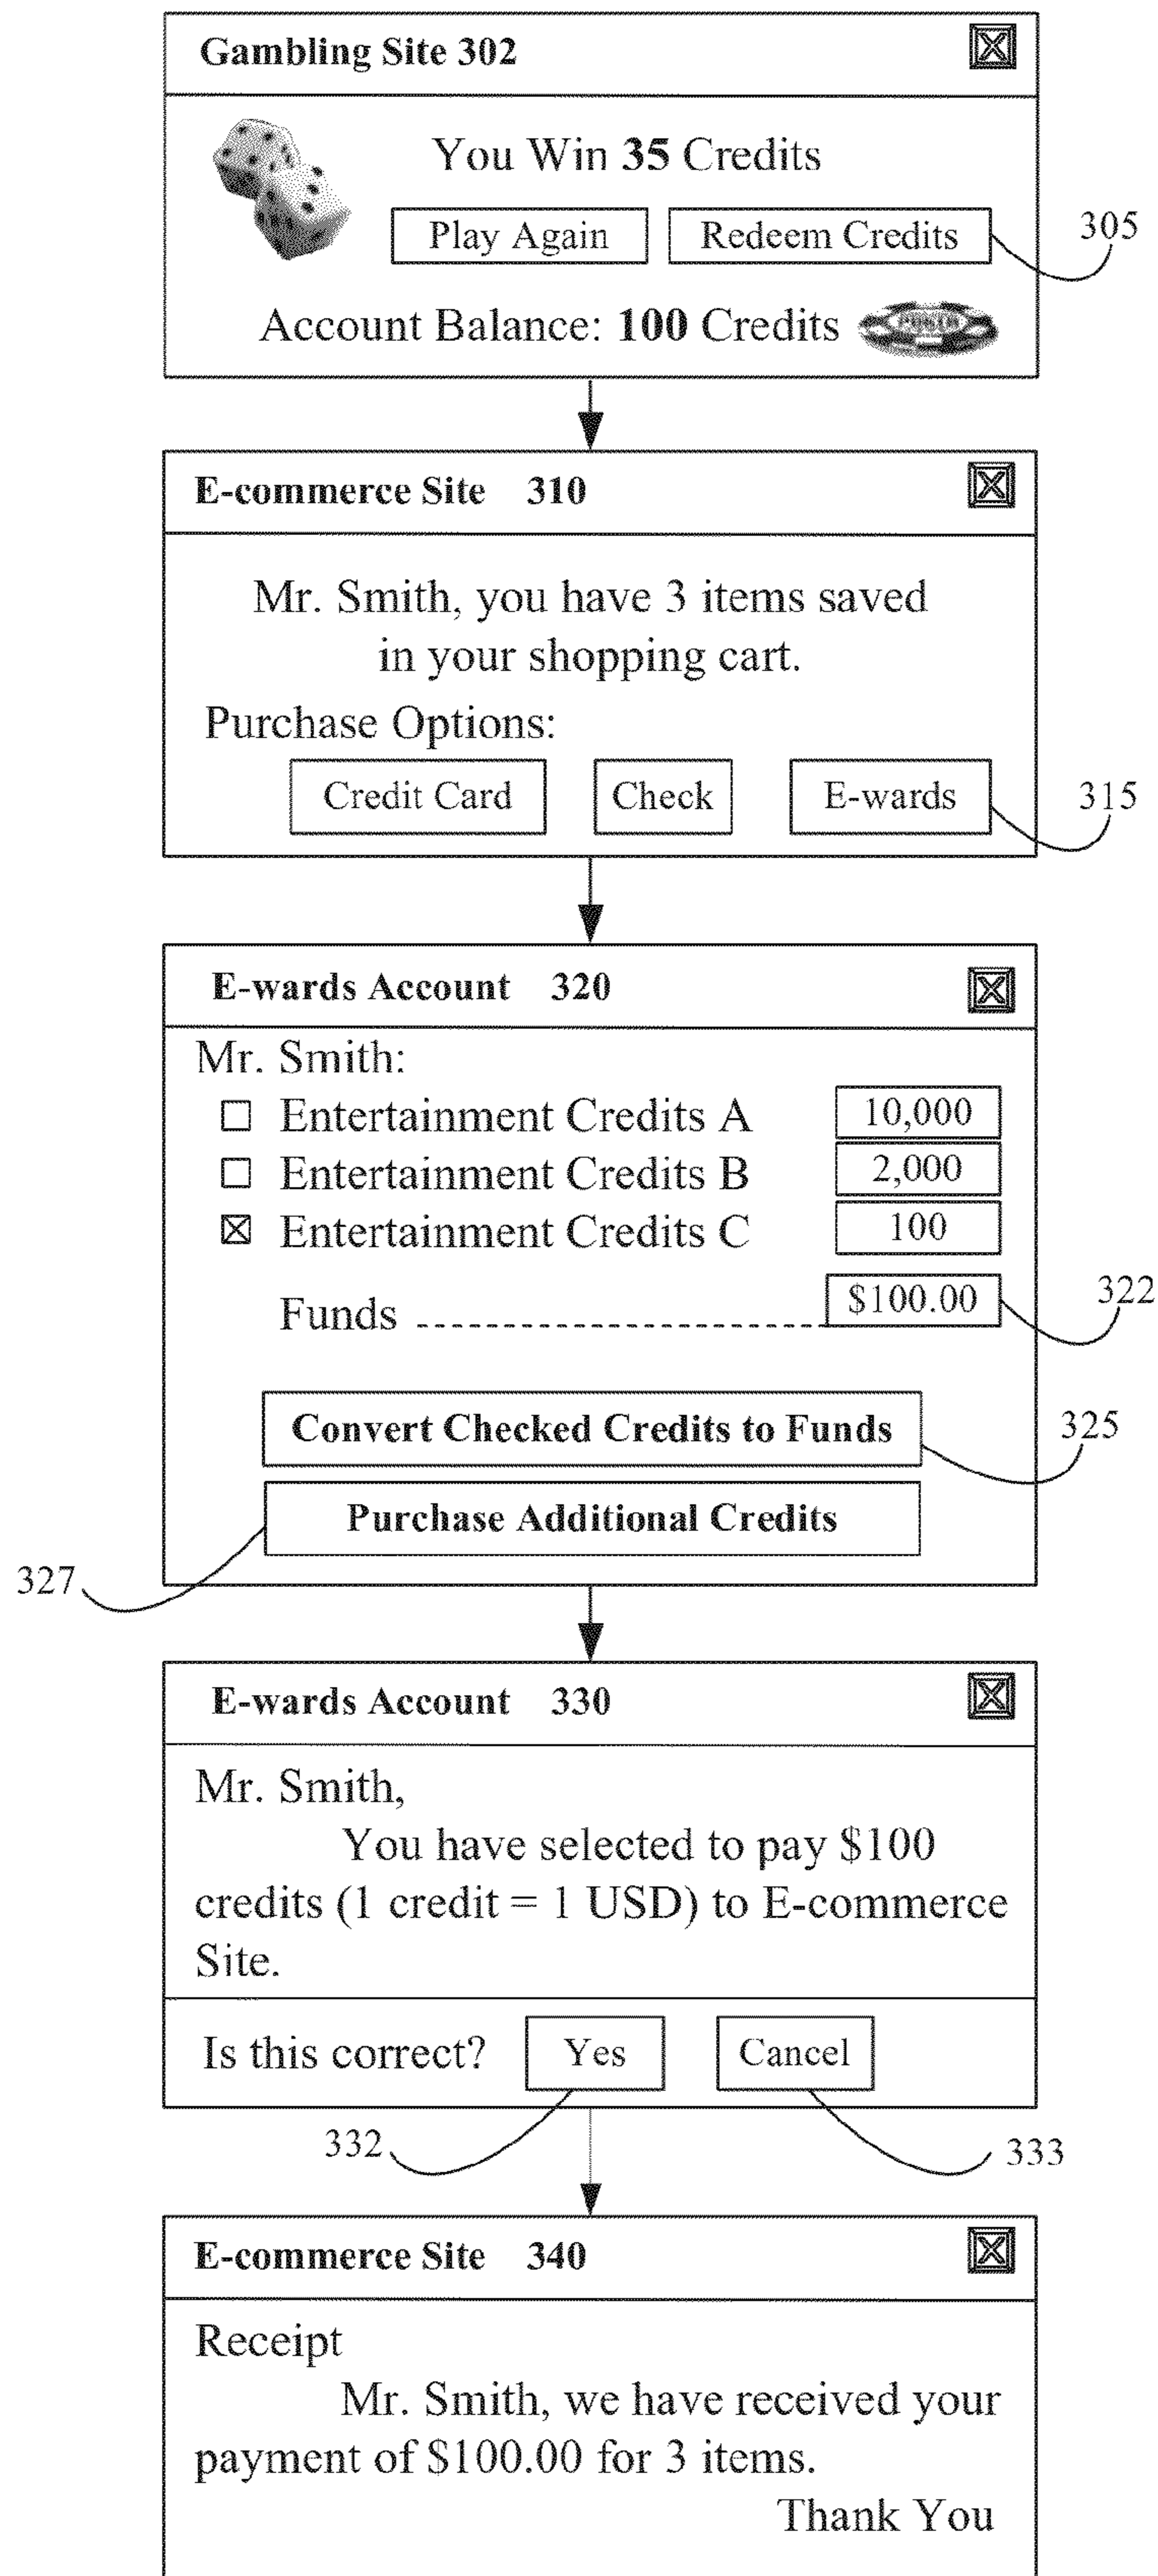 Gambling Site 302
You Win 35 Credits
Play Again
Redeem Credits
305
Account Balance: 100 Credits
E-commerce Site 310
Mr. Smith, you have 3 items saved
in your shopping cart.
Purchase Options:
Credit Card
Check
E-wards
315
E-wards Account 320
Mr. Smith:
Entertainment Credits A 10,000
Entertainment Credits B 2,000
Entertainment Credits C 100
Funds $100.00
322
Convert Checked Credits to Funds
325
Purchase Additional Credits
327
E-wards Account 330
Mr. Smith,
You have selected to pay $100
credits (1 credit = 1 USD) to E-commerce
Site.
Is this correct? Yes Cancel
332
333
E-commerce Site 340
Receipt
Mr. Smith, we have received your
payment of $100.00 for 3 items.
Thank You